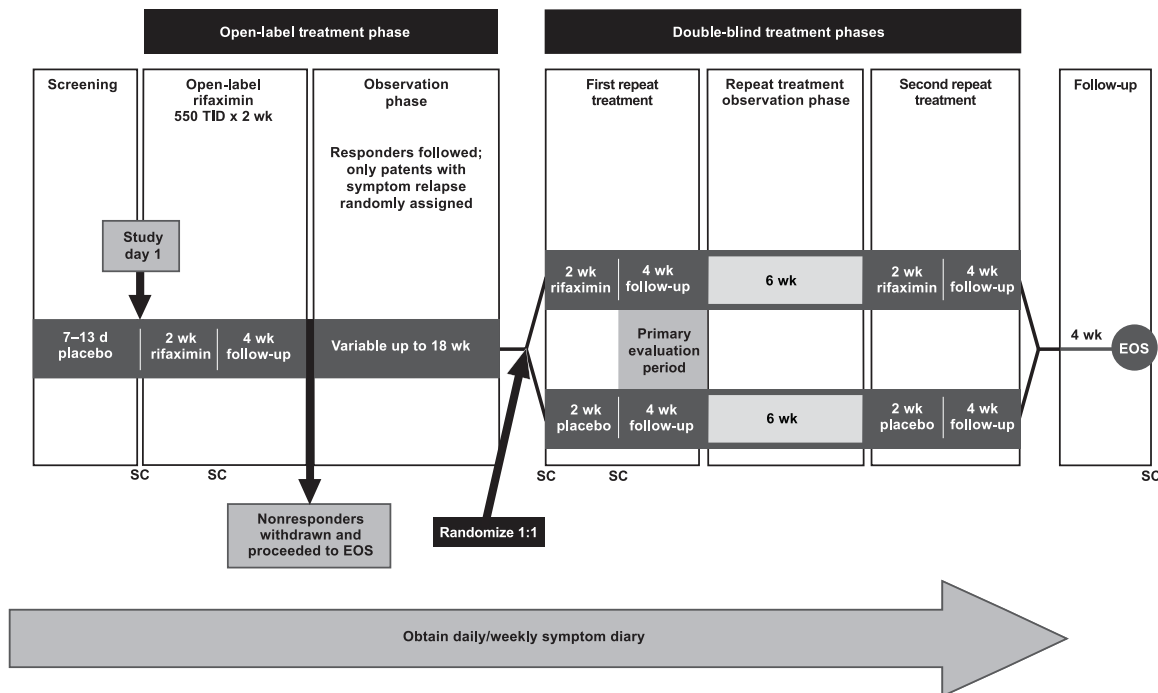 Open-label treatment phase
Double-blind treatment phases
Screening
Open-label
rifaximin
550 TID x 2 wk
Observation
phase
Responders followed;
only patents with
symptom relapse
randomly assigned
First repeat
treatment
Repeat treatment
observation phase
Second repeat
treatment
Follow-up
Study
day 1
7–13 d
placebo
2 wk
rifaximin
4 wk
follow-up
Variable up to 18 wk
2 wk
rifaximin
4 wk
follow-up
6 wk
2 wk
rifaximin
4 wk
follow-up
Primary
evaluation
period
2 wk
placebo
4 wk
follow-up
6 wk
2 wk
placebo
4 wk
follow-up
4 wk
EOS
SC
SC
SC
SC
SC
Nonresponders
withdrawn and
proceeded to EOS
Randomize 1:1
Obtain daily/weekly symptom diary